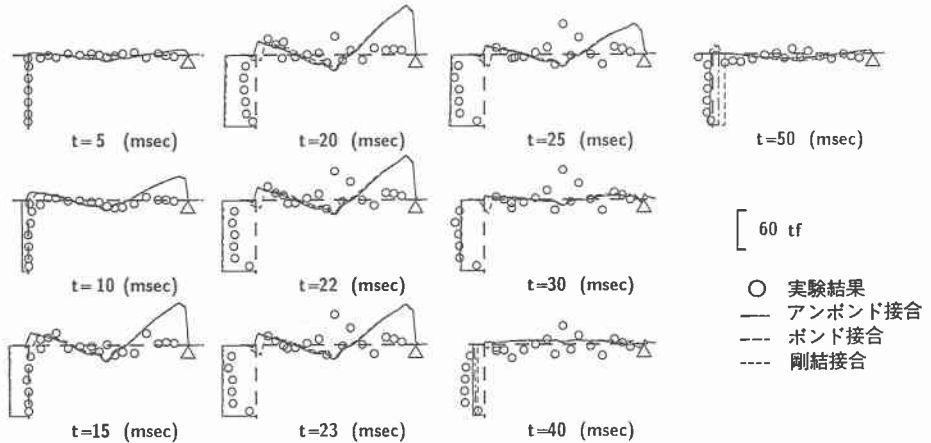 t=5 (msec)
t=20 (msec)
t=25 (msec)
t=50 (msec)
t=10 (msec)
t=22 (msec)
t=30 (msec)
t=15 (msec)
t=23 (msec)
t=40 (msec)
60 tf
実験結果
アンボンド接合
ボンド接合
剛結接合